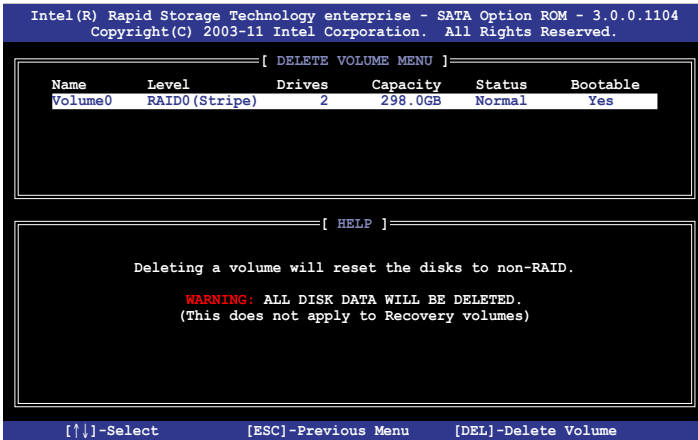 Intel(R) Rapid Storage Technology enterprise - SATA Option ROM - 3.0.0.1104
Copyright(C) 2003-11 Intel Corporation.  All Rights Reserved.
[ DELETE VOLUME MENU ]
Name Level Drives Capacity Status Bootable
Volume0 RAID0(Stripe) 2 298.0GB Normal Yes
[ HELP ]
Deleting a volume will reset the disks to non-RAID.
WARNING: ALL DISK DATA WILL BE DELETED.
(This does not apply to Recovery volumes)
[↑↓]-Select [ESC]-Previous Menu [DEL]-Delete Volume